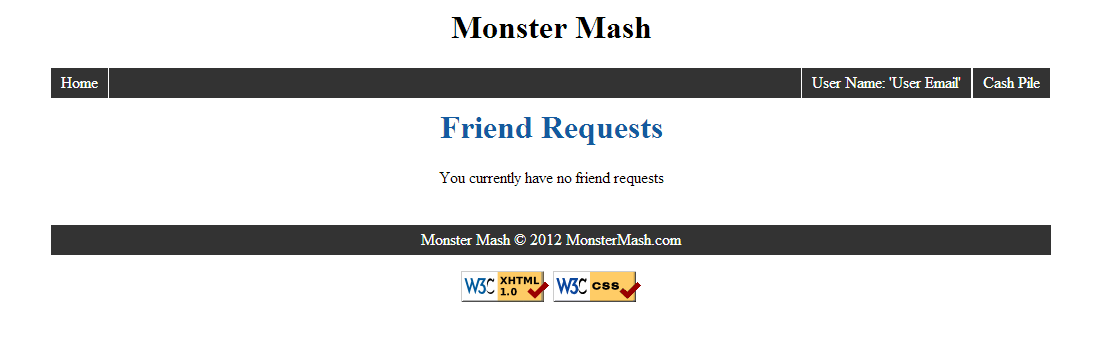 Monster Mash
Home User Name: 'User Email' Cash Pile
Friend Requests
You currently have no friend requests
Monster Mash © 2012 MonsterMash.com
W3C XHTML 1.0 W3C CSS